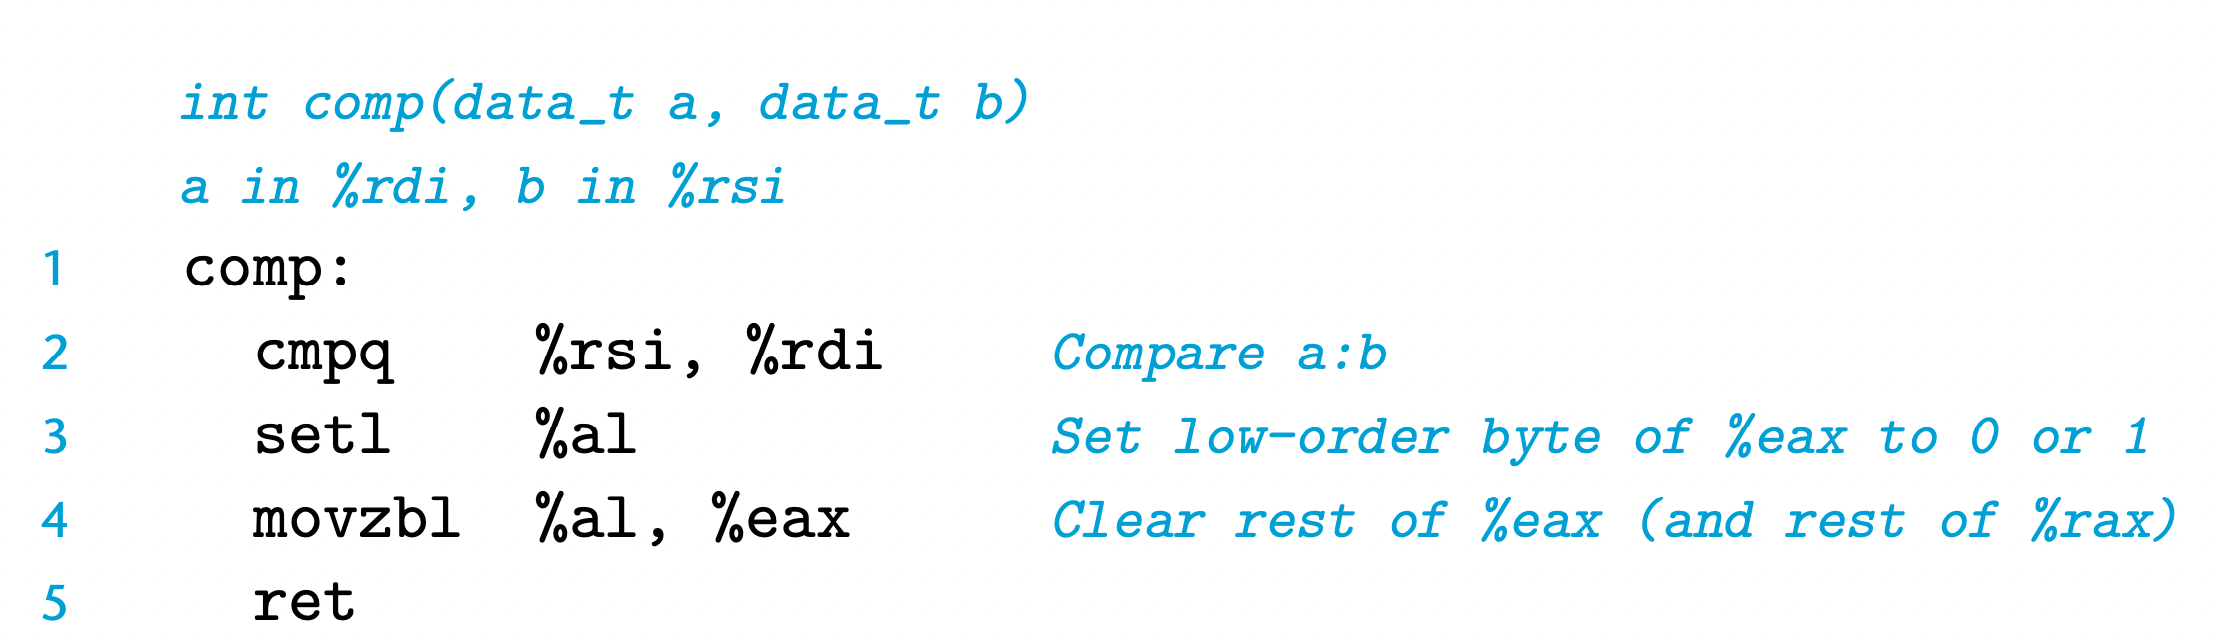 int comp(data_t a, data_t b)
a in %rdi, b in %rsi
1 comp:
2 cmpq %rsi, %rdi Compare a:b
3 setl %al Set low-order byte of %eax to 0 or 1
4 movzbl %al, %eax Clear rest of %eax (and rest of %rax)
5 ret